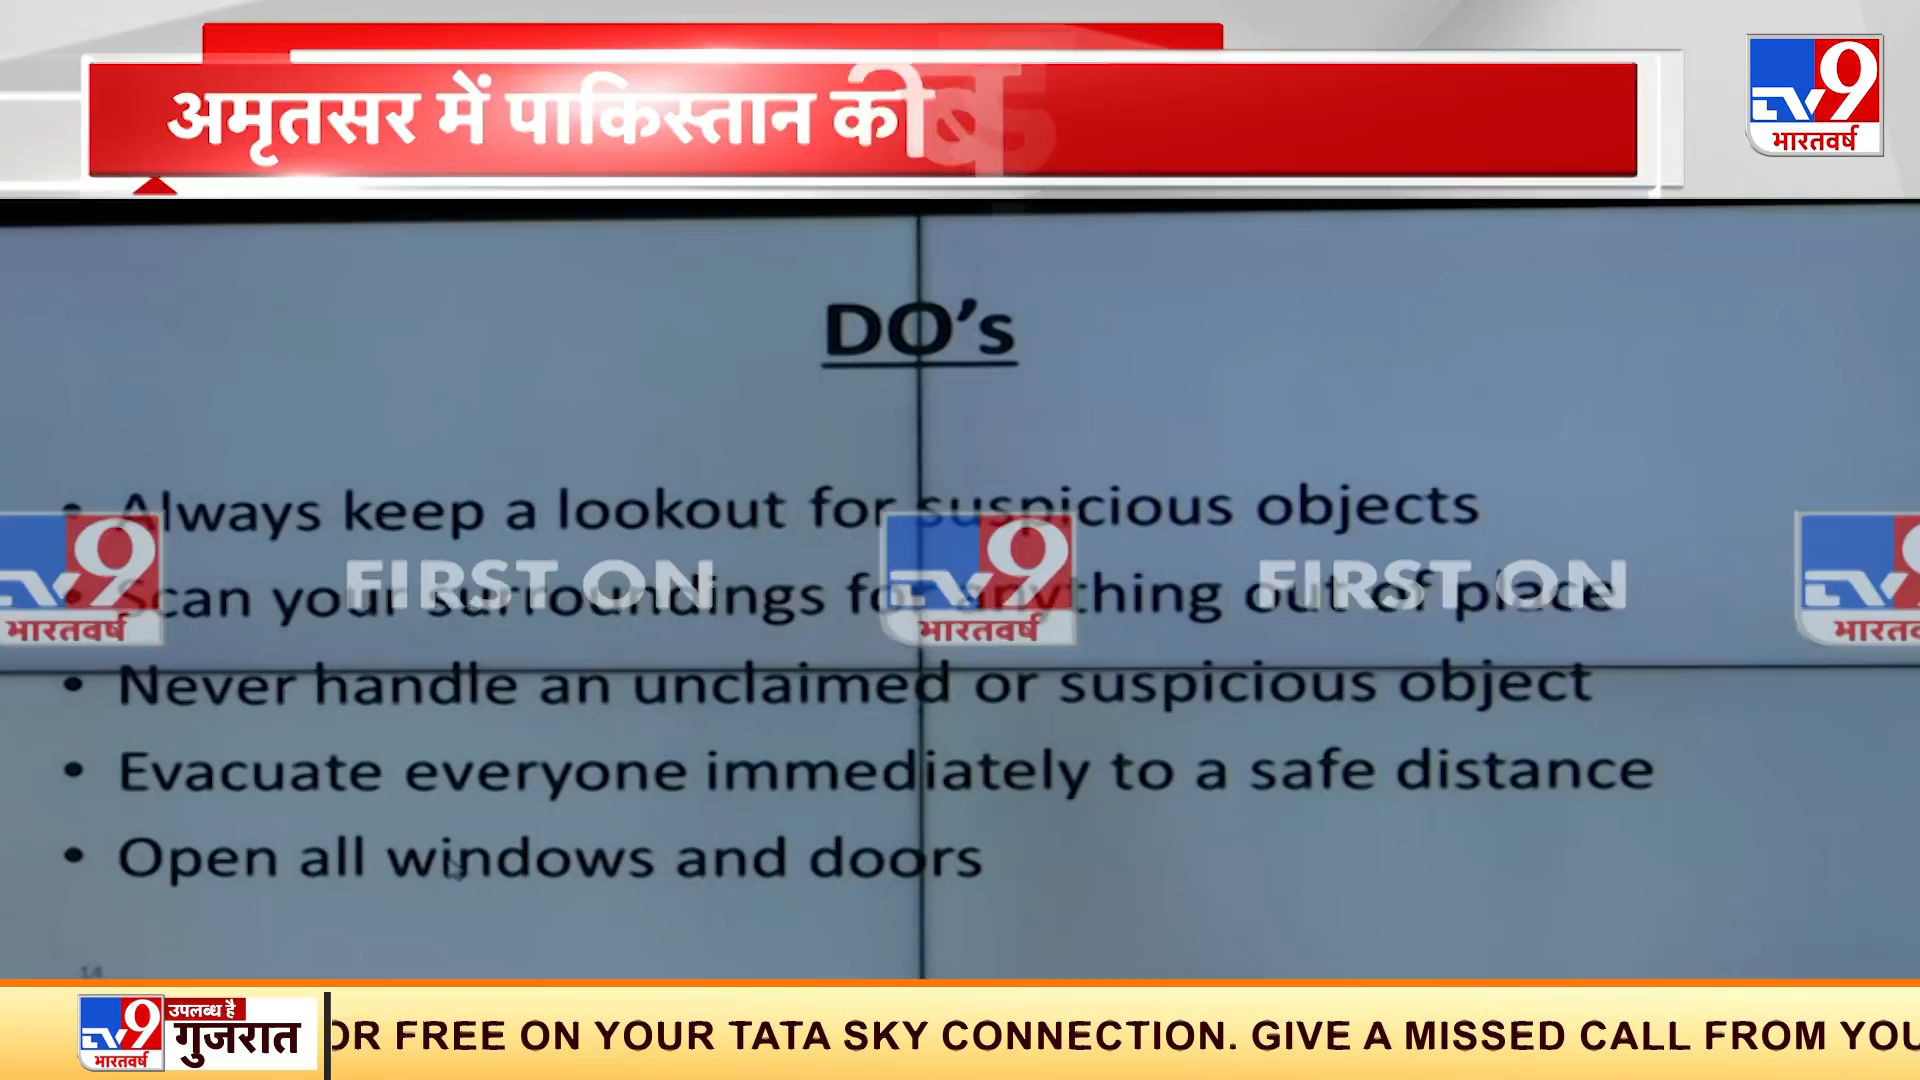 अमृतसर में पाकिस्तान की
TV9
भारतवर्ष
DO's
• Always keep a lookout for suspicious objects
• Scan your surroundings for anything out of place
• Never handle an unclaimed or suspicious object
• Evacuate everyone immediately to a safe distance
• Open all windows and doors
TV9
भारतवर्ष
FIRST ON
TV9
भारतवर्ष
FIRST ON
14
TV9
भारतवर्ष
उपलब्ध है
गुजरात
OR FREE ON YOUR TATA SKY CONNECTION. GIVE A MISSED CALL FROM YOU